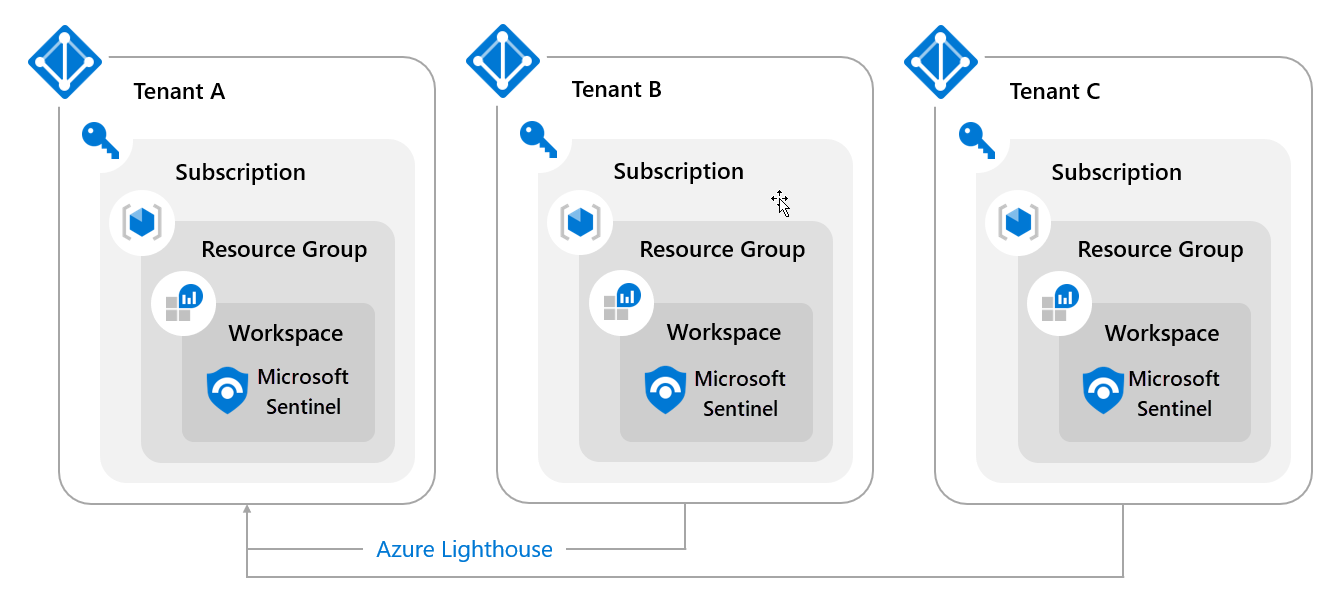 Tenant A
Subscription
Resource Group
Workspace
Microsoft
Sentinel
Tenant B
Subscription
Resource Group
Workspace
Microsoft
Sentinel
Tenant C
Subscription
Resource Group
Workspace
Microsoft
Sentinel
Azure Lighthouse